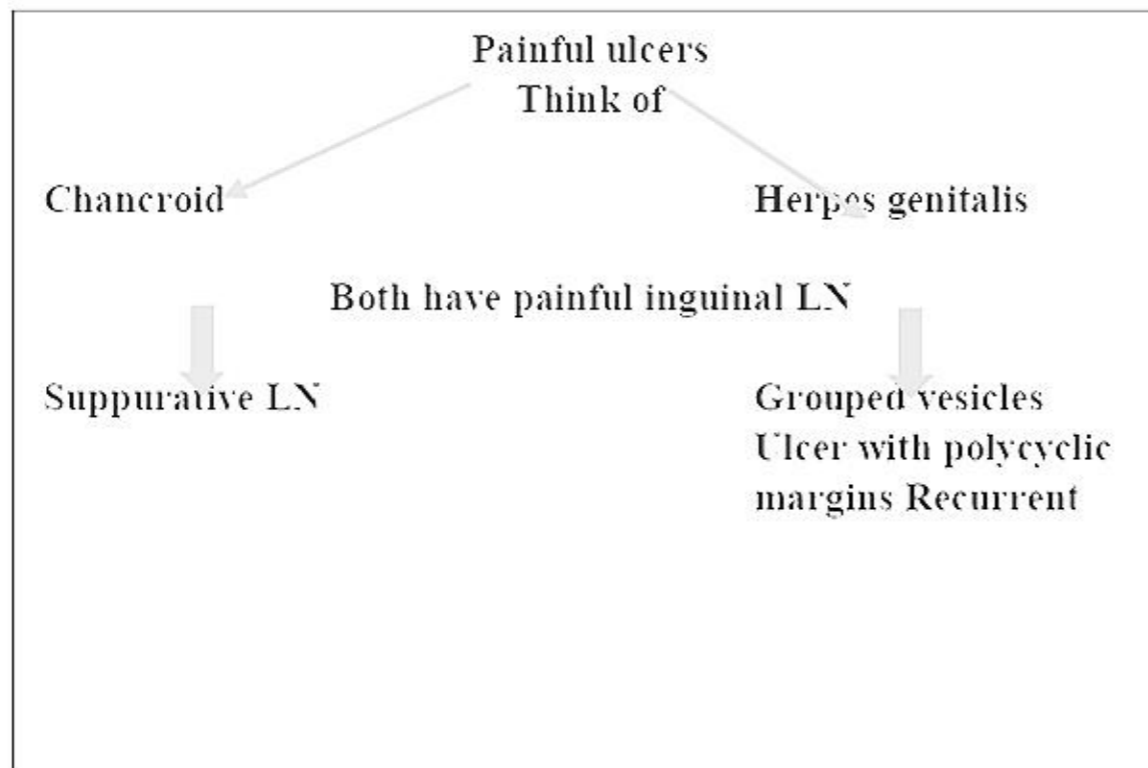 Painful ulcers
Think of
Chancroid
Herpes genitalis
Both have painful inguinal LN
Suppurative LN
Grouped vesicles
Ulcer with polycyclic
margins Recurrent